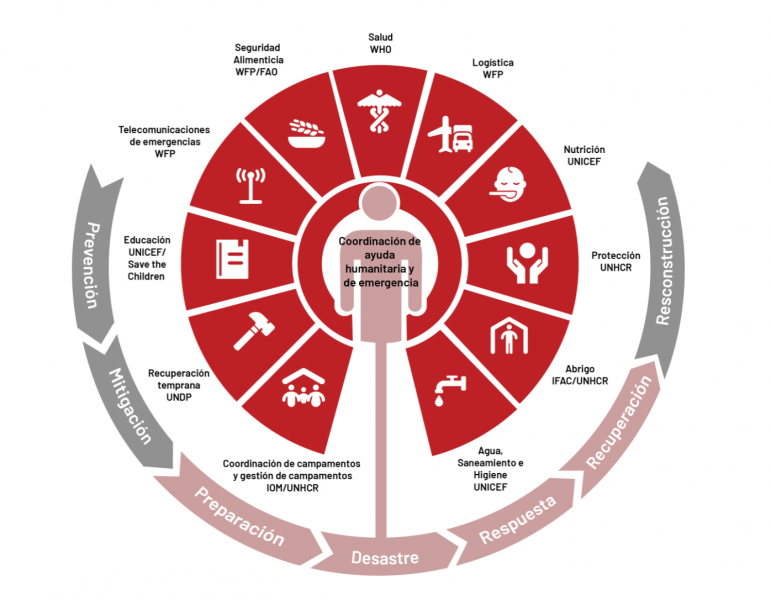 Salud
WHO
Logística
WFP
Nutrición
UNICEF
Protección
UNHCR
Abrigo
IFAC/UNHCR
Agua,
Saneamiento e
Higiene
UNICEF
Coordinación de campamentos
y gestión de campamentos
IOM/UNHCR
Recuperación
temprana
UNDP
Educación
UNICEF/
Save the
Children
Telecomunicaciones
de emergencias
WFP
Seguridad
Alimenticia
WFP/FAO
Coordinación de
ayuda
humanitaria y
de emergencia
Prevención
Mitigación
Preparación
Desastre
Respuesta
Recuperación
Resconstrucción